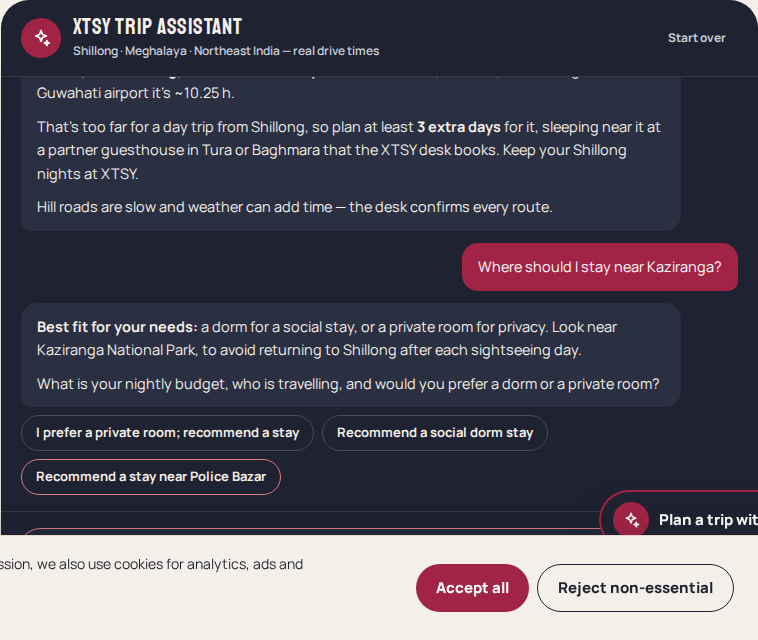 XTSY TRIP ASSISTANT
Shillong · Meghalaya · Northeast India — real drive times
Start over
Guwahati airport it's ~10.25 h.
That's too far for a day trip from Shillong, so plan at least 3 extra days for it, sleeping near it at
a partner guesthouse in Tura or Baghmara that the XTSY desk books. Keep your Shillong
nights at XTSY.
Hill roads are slow and weather can add time — the desk confirms every route.
Where should I stay near Kaziranga?
Best fit for your needs: a dorm for a social stay, or a private room for privacy. Look near
Kaziranga National Park, to avoid returning to Shillong after each sightseeing day.
What is your nightly budget, who is travelling, and would you prefer a dorm or a private room?
I prefer a private room; recommend a stay
Recommend a social dorm stay
Recommend a stay near Police Bazar
Plan a trip wit
ssion, we also use cookies for analytics, ads and
Accept all
Reject non-essential